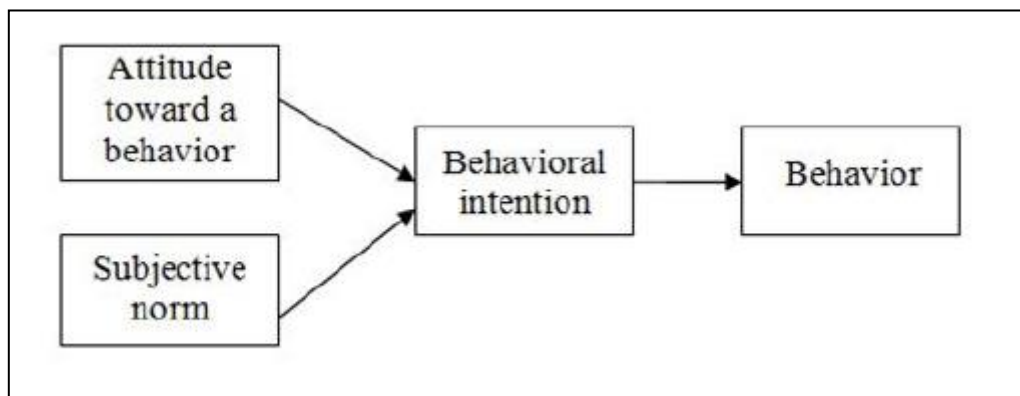 Attitude
toward a
behavior
Subjective
norm
Behavioral
intention
Behavior